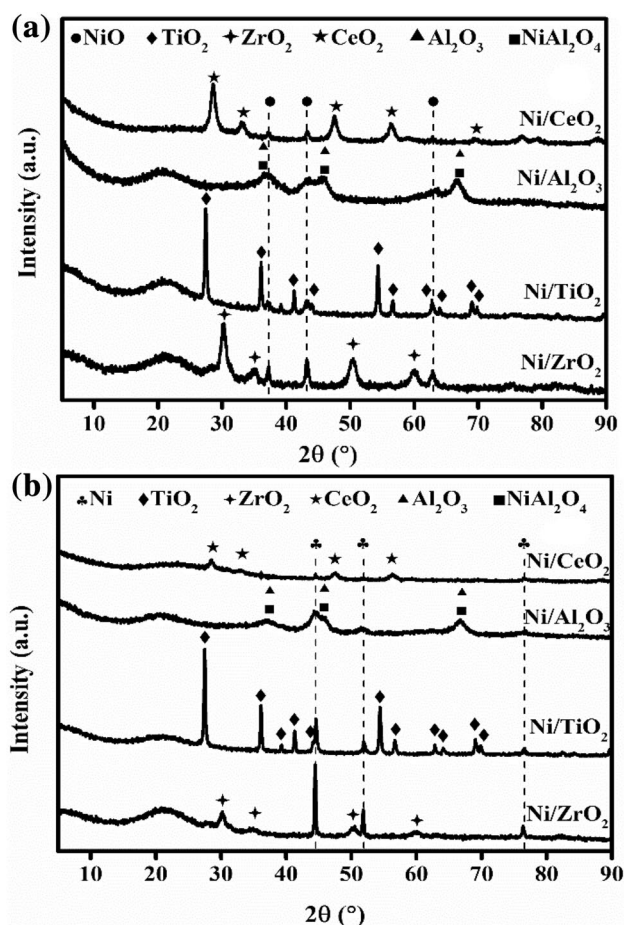 (a)
● NiO ◆ TiO₂ ✦ ZrO₂ ★ CeO₂ ▲ Al₂O₃ ■ NiAl₂O₄
Ni/CeO₂
Ni/Al₂O₃
Ni/TiO₂
Ni/ZrO₂
Intensity (a.u.)
10 20 30 40 50 60 70 80 90
2θ (°)
(b)
♣ Ni ◆ TiO₂ ✦ ZrO₂ ★ CeO₂ ▲ Al₂O₃ ■ NiAl₂O₄
Ni/CeO₂
Ni/Al₂O₃
Ni/TiO₂
Ni/ZrO₂
Intensity (a.u.)
10 20 30 40 50 60 70 80 90
2θ (°)